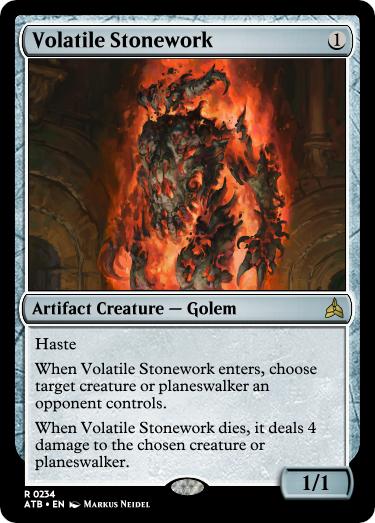 Volatile Stonework 1
Artifact Creature — Golem
Haste
When Volatile Stonework enters, choose
target creature or planeswalker an
opponent controls.
When Volatile Stonework dies, it deals 4
damage to the chosen creature or
planeswalker.
1/1
R 0234
ATB • EN Markus Neidel